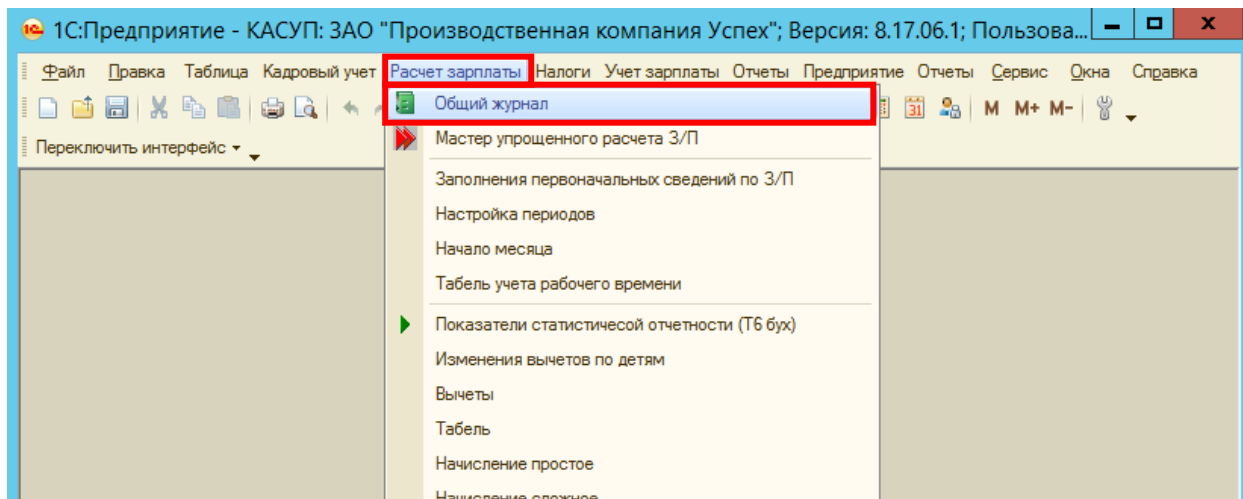 1С:Предприятие - КАСУП: ЗАО "Производственная компания Успех"; Версия: 8.17.06.1; Пользова...
Файл Правка Таблица Кадровый учет Расчет зарплаты Налоги Учет зарплаты Отчеты Предприятие Отчеты Сервис Окна Справка
31 M M+ M-
Переключить интерфейс
Общий журнал
Мастер упрощенного расчета З/П
Заполнения первоначальных сведений по З/П
Настройка периодов
Начало месяца
Табель учета рабочего времени
Показатели статистичесой отчетности (Т6 бух)
Изменения вычетов по детям
Вычеты
Табель
Начисление простое
Начисление сложное